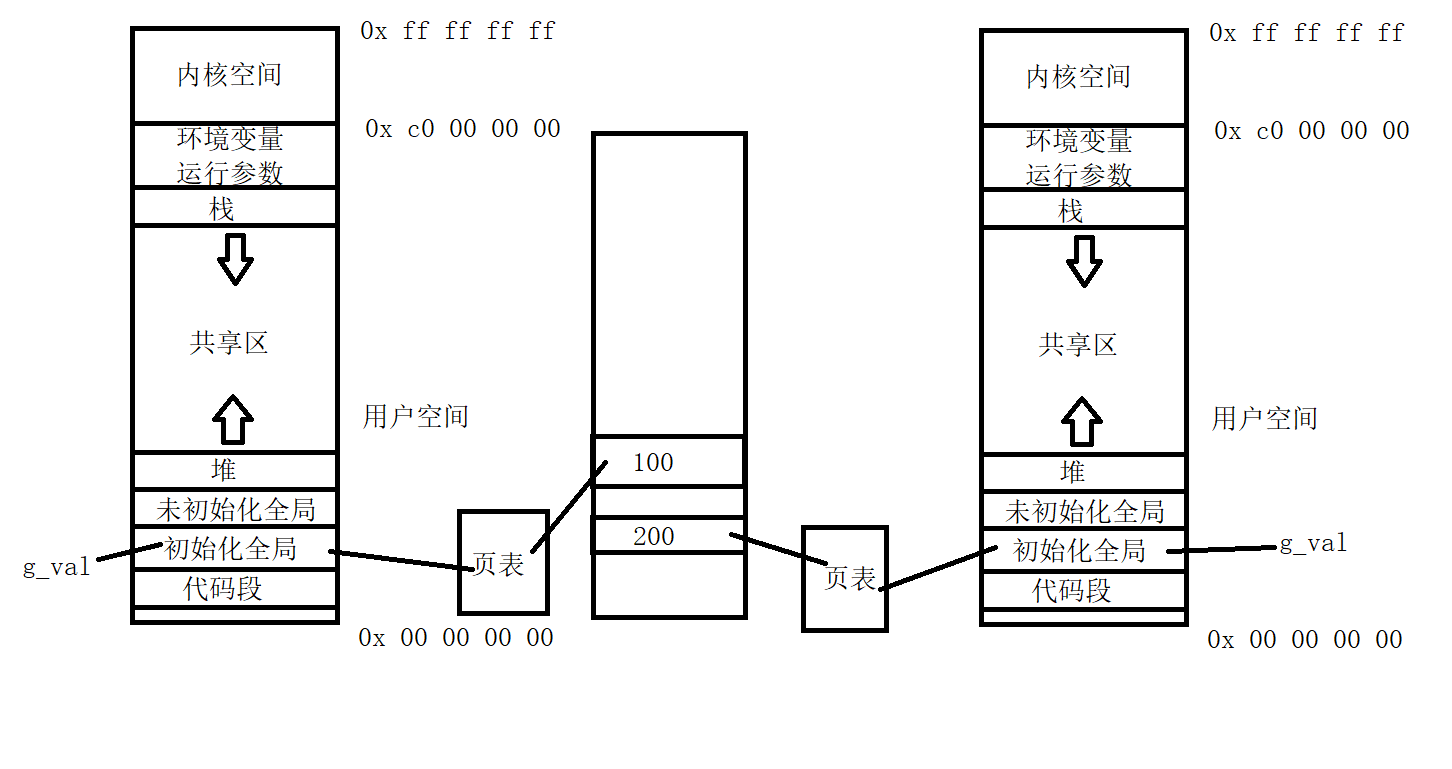 0x ff ff ff ff
内核空间
0x c0 00 00 00
环境变量
运行参数
栈
共享区
用户空间
堆
未初始化全局
初始化全局
g_val
代码段
0x 00 00 00 00
页表
100
200
页表
0x ff ff ff ff
内核空间
0x c0 00 00 00
环境变量
运行参数
栈
共享区
用户空间
堆
未初始化全局
初始化全局
g_val
代码段
0x 00 00 00 00